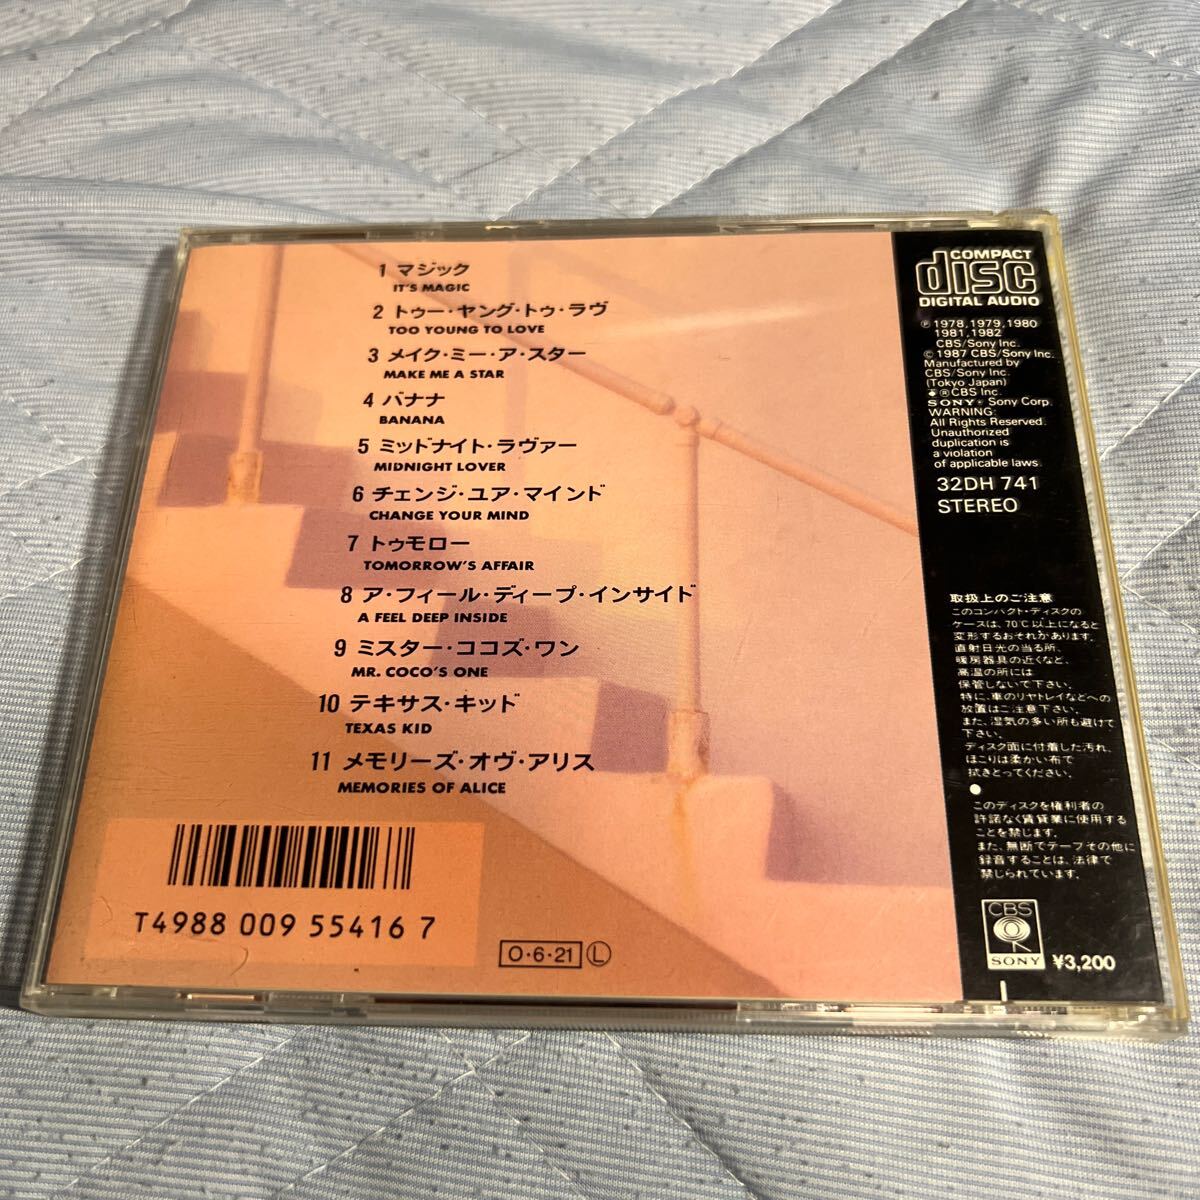 1 マジック
IT'S MAGIC
2 トゥー・ヤング・トゥ・ラヴ
TOO YOUNG TO LOVE
3 メイク・ミー・ア・スター
MAKE ME A STAR
4 バナナ
BANANA
5 ミッドナイト・ラヴァー
MIDNIGHT LOVER
6 チェンジ・ユア・マインド
CHANGE YOUR MIND
7 トゥモロー
TOMORROW'S AFFAIR
8 ア・フィール・ディープ・インサイド
A FEEL DEEP INSIDE
9 ミスター・ココズ・ワン
MR. COCO'S ONE
10 テキサス・キッド
TEXAS KID
11 メモリーズ・オヴ・アリス
MEMORIES OF ALICE
T4988 009 55416 7
O・6・21 Ⓛ
COMPACT
disc
DIGITAL AUDIO
℗ 1978,1979,1980
1981,1982
CBS/Sony Inc.
© 1987 CBS/Sony Inc.
Manufactured by
CBS/Sony Inc.
(Tokyo Japan)
®CBS Inc.
SONY® Sony Corp.
WARNING:
All Rights Reserved.
Unauthorized
duplication is
a violation
of applicable laws.
32DH 741
STEREO
取扱上のご注意
このコンパクト・ディスクの
ケースは、70℃以上になると
変形するおそれがあります。
直射日光の当る所、
暖房器具の近くなど、
高温の所には
保管しないで下さい。
特に、車のリヤトレイなどへの
放置はご注意下さい。
また、湿気の多い所も避けて
下さい。
ディスク面に付着した汚れ、
ほこりは柔かい布で
拭きとってください。
●
このディスクを権利者の
許諾なく賃貸業に使用する
ことを禁じます。
また、無断でテープその他に
録音することは、法律で
禁じられています。
CBS
SONY
¥3,200